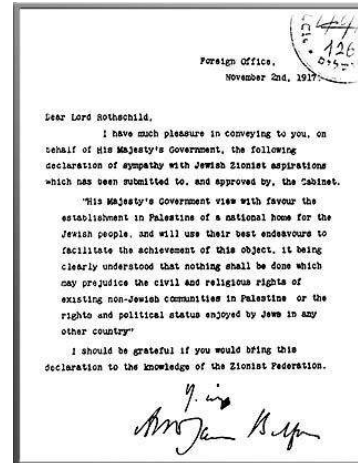 126
Foreign Office,
November 2nd, 1917.
Dear Lord Rothschild,
I have much pleasure in conveying to you, on
behalf of His Majesty's Government, the following
declaration of sympathy with Jewish Zionist aspirations
which has been submitted to, and approved by, the Cabinet.
"His Majesty's Government view with favour the
establishment in Palestine of a national home for the
Jewish people, and will use their best endeavours to
facilitate the achievement of this object, it being
clearly understood that nothing shall be done which
may prejudice the civil and religious rights of
existing non-Jewish communities in Palestine or the
rights and political status enjoyed by Jews in any
other country"
I should be grateful if you would bring this
declaration to the knowledge of the Zionist Federation.